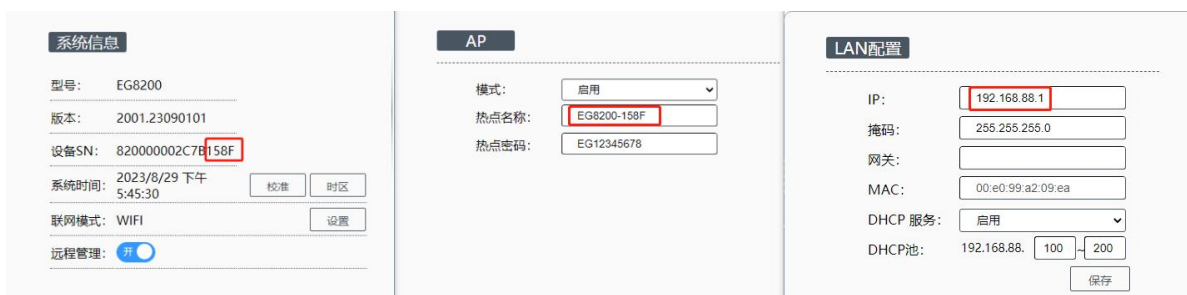 系统信息
型号： EG8200
版本： 2001.23090101
设备SN： 820000002C7B158F
系统时间： 2023/8/29 下午
5:45:30 校准 时区
联网模式： WIFI 设置
远程管理： 开
AP
模式： 启用
热点名称： EG8200-158F
热点密码： EG12345678
LAN配置
IP： 192.168.88.1
掩码： 255.255.255.0
网关：
MAC： 00:e0:99:a2:09:ea
DHCP 服务： 启用
DHCP池： 192.168.88. 100 ~ 200
保存